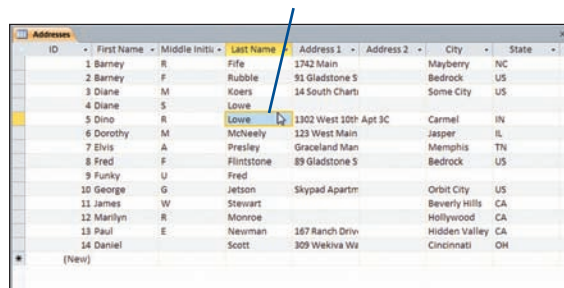 Addresses
ID First Name Middle Initia Last Name Address 1 Address 2 City State
1 Barney R Fife 1742 Main Mayberry NC
2 Barney F Rubble 91 Gladstone S Bedrock US
3 Diane M Koers 14 South Charti Some City US
4 Diane S Lowe
5 Dino R Lowe 1302 West 10th Apt 3C Carmel IN
6 Dorothy M McNeely 123 West Main Jasper IL
7 Elvis A Presley Graceland Man Memphis TN
8 Fred F Flintstone 89 Gladstone S Bedrock US
9 Funky U Fred
10 George G Jetson Skypad Apartm Orbit City US
11 James W Stewart Beverly Hills CA
12 Marilyn R Monroe Hollywood CA
13 Paul E Newman 167 Ranch Drive Hidden Valley CA
14 Daniel Scott 309 Wekiva Wa Cincinnati OH
(New)